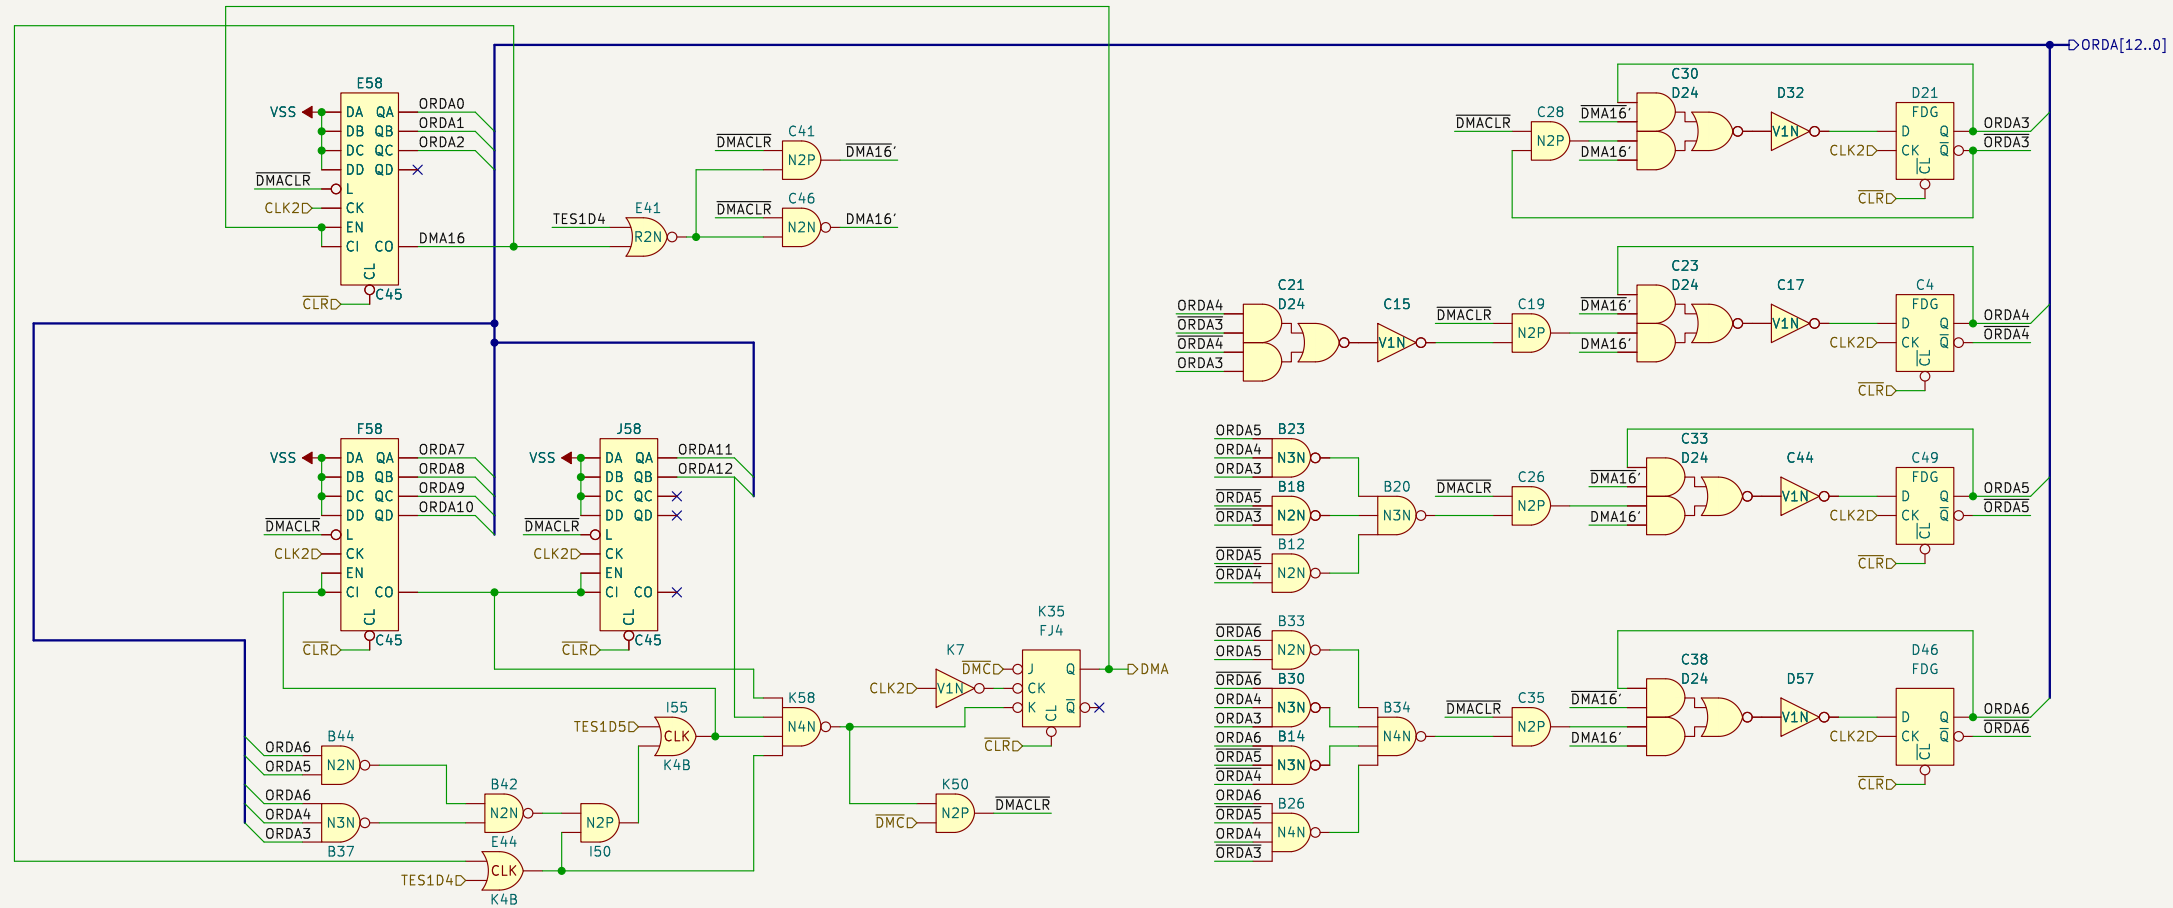 ORDA[12..0]
E58
VSS
DA QA ORDA0
DB QB ORDA1
DC QC ORDA2
DD QD
DMACLR L
CLK2 CK
EN
CI CO DMA16
CL
CLR C45
TES1D4
E41
R2N
C41
DMACLR
N2P
DMA16'
C46
DMACLR
N2N
DMA16'
F58
VSS
DA QA ORDA7
DB QB ORDA8
DC QC ORDA9
DD QD ORDA10
DMACLR L
CLK2 CK
EN
CI CO
CL
CLR C45
J58
VSS
DA QA ORDA11
DB QB ORDA12
DC QC
DD QD
DMACLR L
CLK2 CK
EN
CI CO
CL
CLR C45
ORDA6
ORDA5
B44
N2N
ORDA6
ORDA4
ORDA3
N3N
B37
B42
N2N
N2P
I50
E44
CLK
TES1D4
K4B
TES1D5
I55
CLK
K4B
K58
N4N
K7
CLK2
V1N
K35
FJ4
DMC J Q DMA
CK
K Q
CL
CLR
K50
DMC
N2P
DMACLR
DMACLR
C28
N2P
C30
D24
DMA16'
DMA16'
D32
V1N
D21
FDG
D Q ORDA3
CLK2 CK Q ORDA3
CL
CLR
C21
D24
ORDA4
ORDA3
ORDA4
ORDA3
C15
V1N
DMACLR
C19
N2P
C23
D24
DMA16'
DMA16'
C17
V1N
C4
FDG
D Q ORDA4
CLK2 CK Q ORDA4
CL
CLR
ORDA5 B23
ORDA4 N3N
ORDA3
ORDA5 B18
ORDA3 N2N
B12
ORDA5
ORDA4 N2N
B20
N3N
DMACLR
C26
N2P
C33
D24
DMA16'
DMA16'
C44
V1N
C49
FDG
D Q ORDA5
CLK2 CK Q ORDA5
CL
CLR
B33
ORDA6
ORDA5 N2N
ORDA6 B30
ORDA4 N3N
ORDA3
ORDA6 B14
ORDA5 N3N
ORDA4
ORDA6 B26
ORDA5
ORDA4 N4N
ORDA3
B34
N4N
DMACLR
C35
N2P
C38
D24
DMA16'
DMA16'
D57
V1N
D46
FDG
D Q ORDA6
CLK2 CK Q ORDA6
CL
CLR